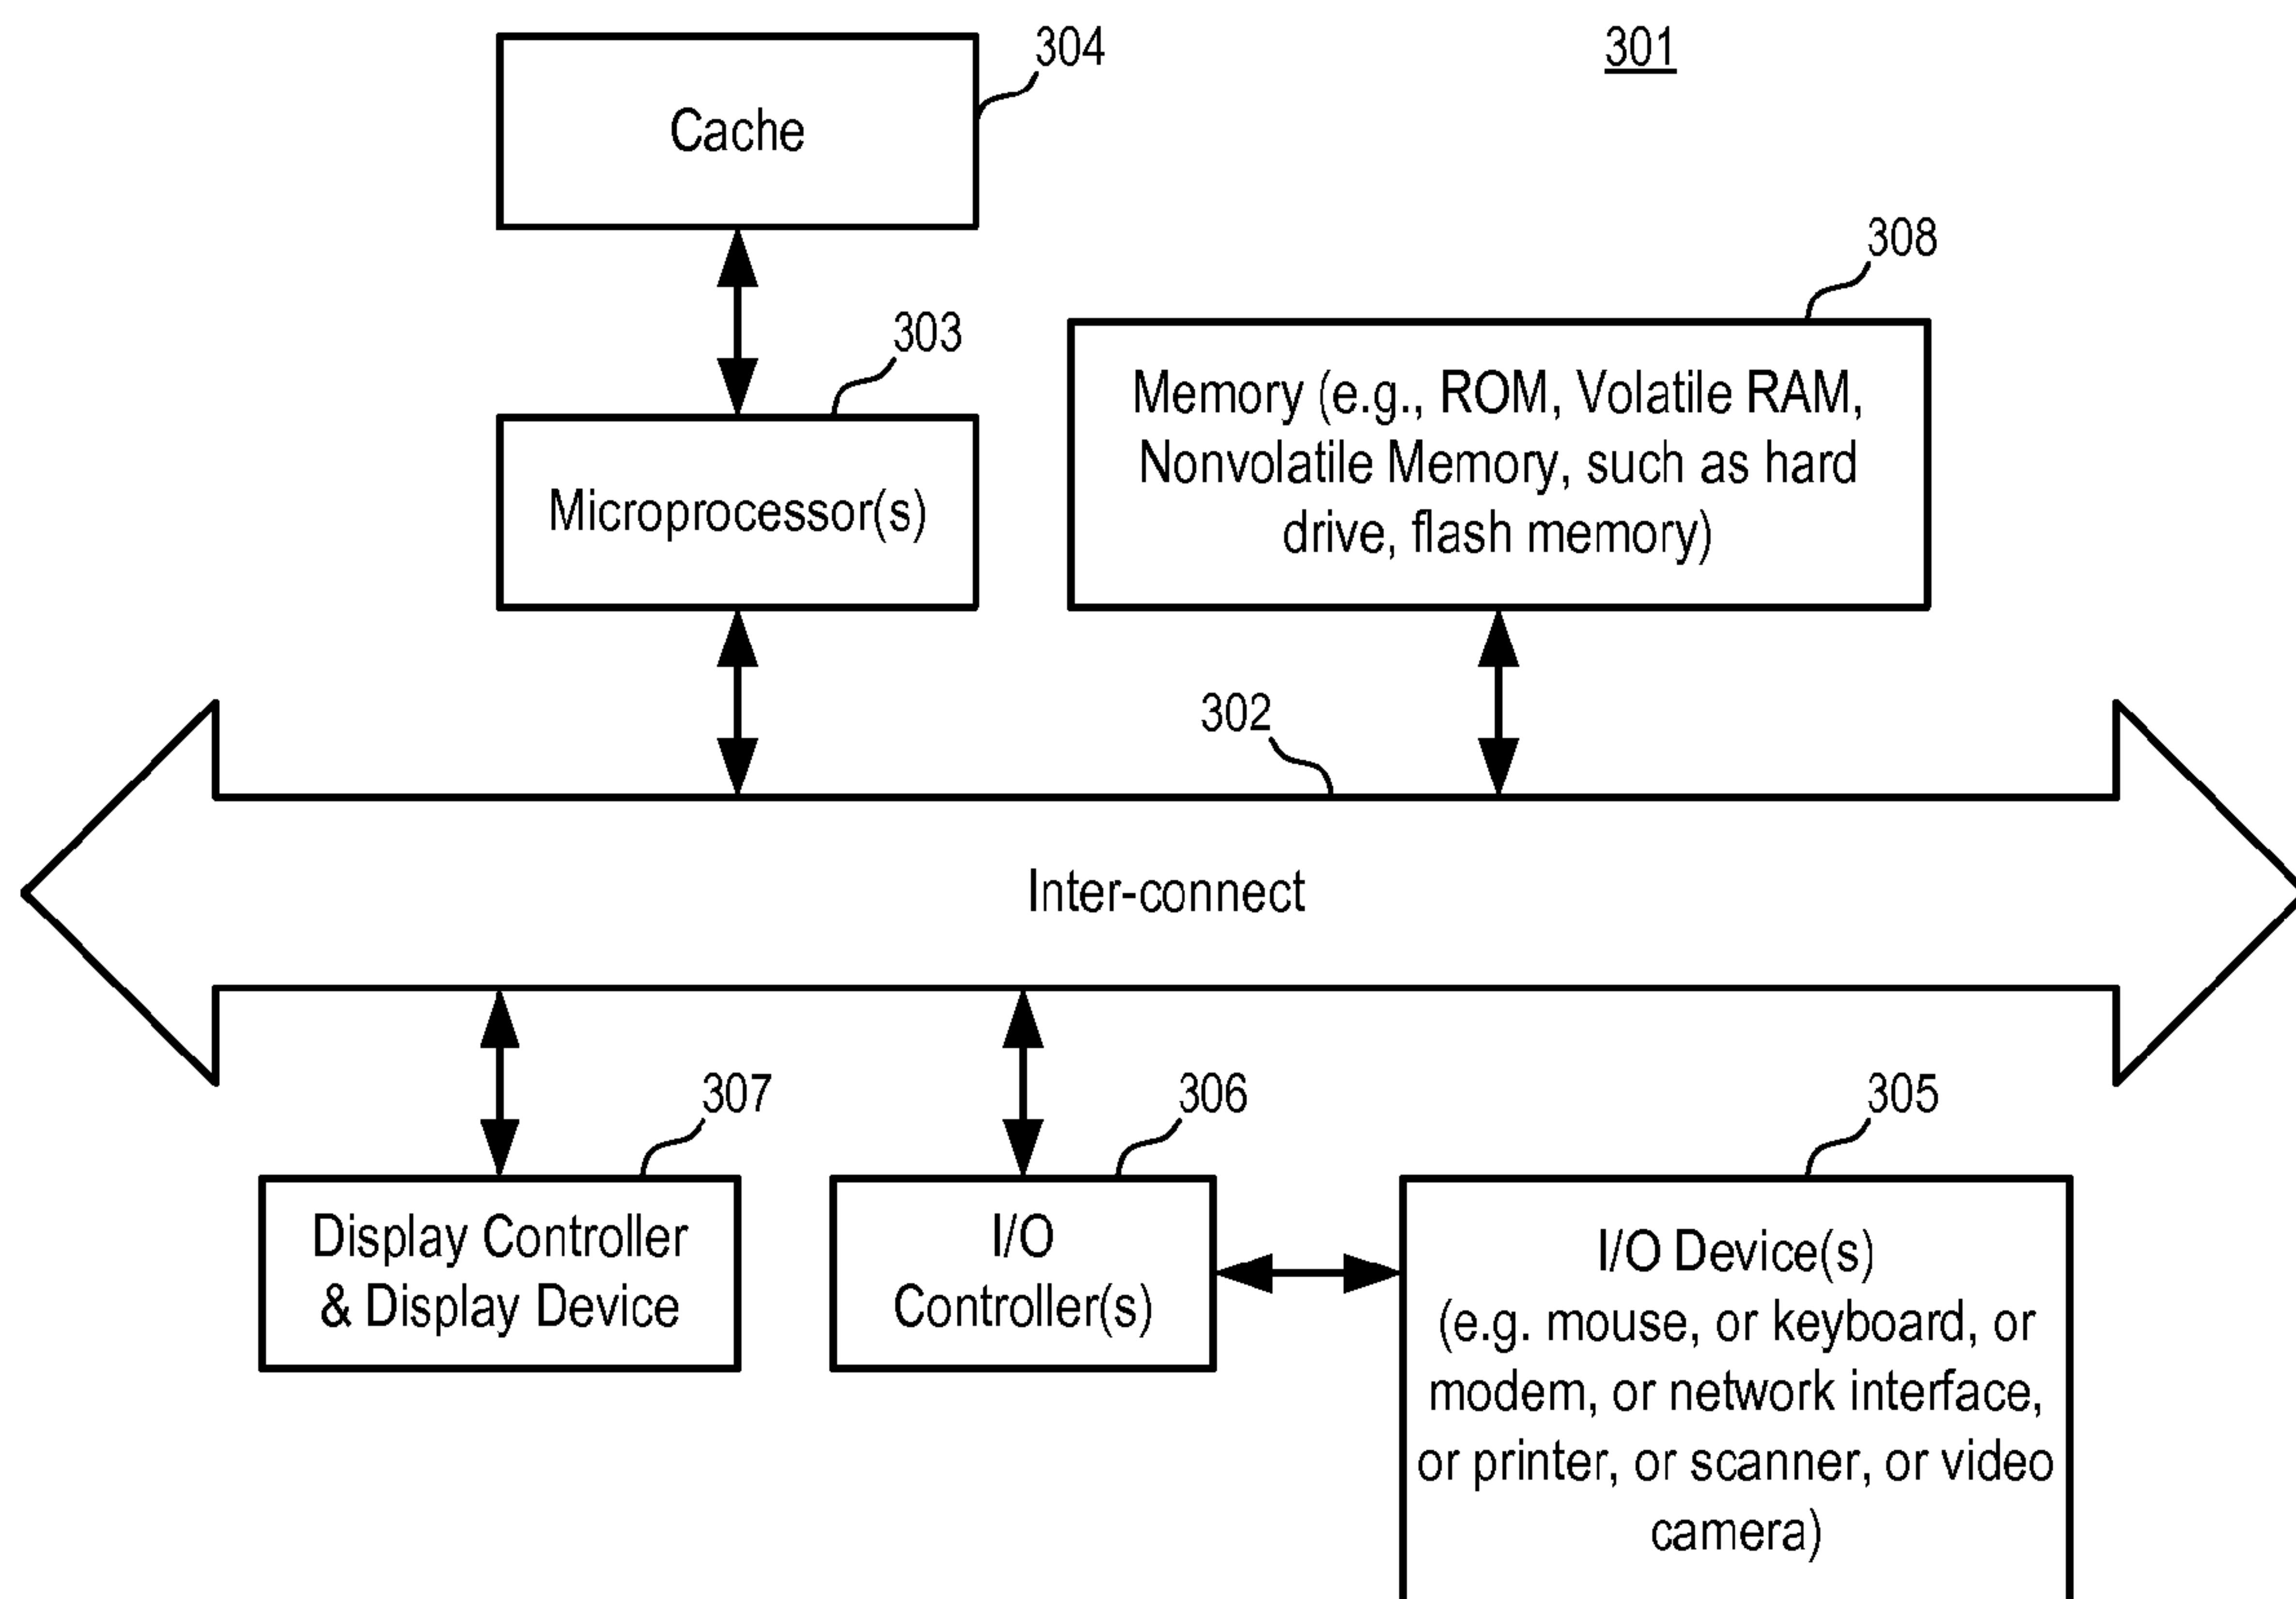 304
301
Cache
308
303
Memory (e.g., ROM, Volatile RAM,
Nonvolatile Memory, such as hard
drive, flash memory)
Microprocessor(s)
302
Inter-connect
307
306
305
Display Controller
& Display Device
I/O
Controller(s)
I/O Device(s)
(e.g. mouse, or keyboard, or
modem, or network interface,
or printer, or scanner, or video
camera)